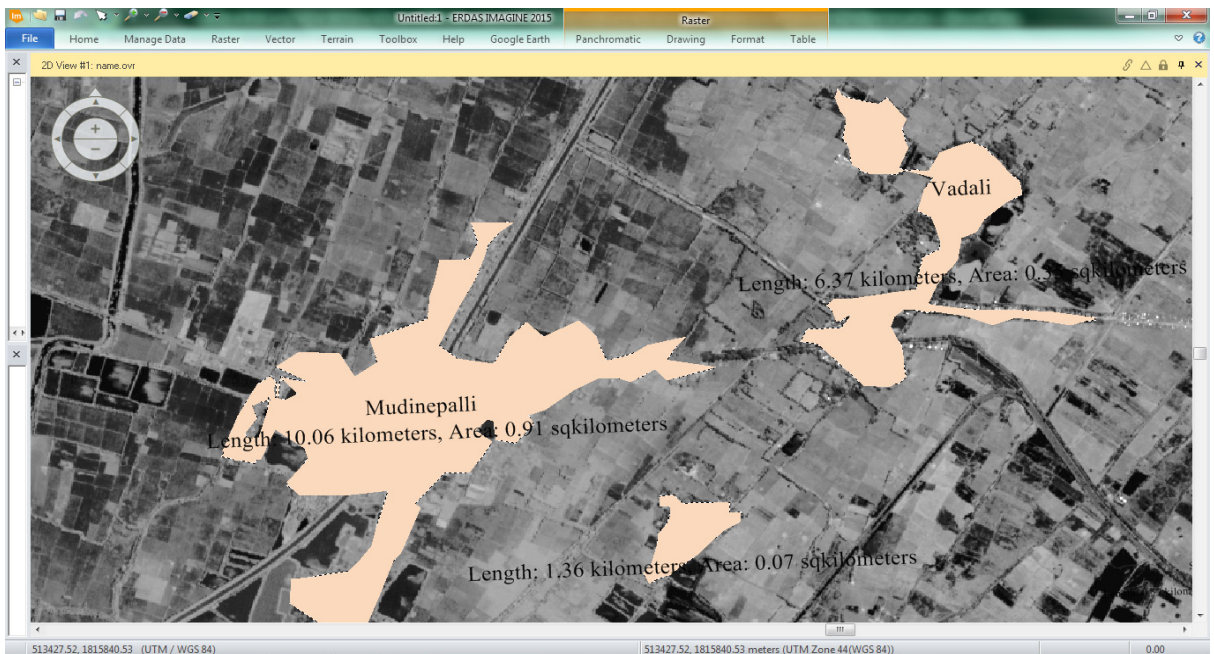 Untitled:1 - ERDAS IMAGINE 2015
Raster
File Home Manage Data Raster Vector Terrain Toolbox Help Google Earth Panchromatic Drawing Format Table
2D View #1: name.ovr
Vadali
Length: 6.37 kilometers, Area: sqkilometers
Mudinepalli
Length: 10.06 kilometers, Area: 0.91 sqkilometers
Length: 1.36 kilometers, Area: 0.07 sqkilometers
513427.52, 1815840.53 (UTM / WGS 84) 513427.52, 1815840.53 meters (UTM Zone 44(WGS 84)) 0.00